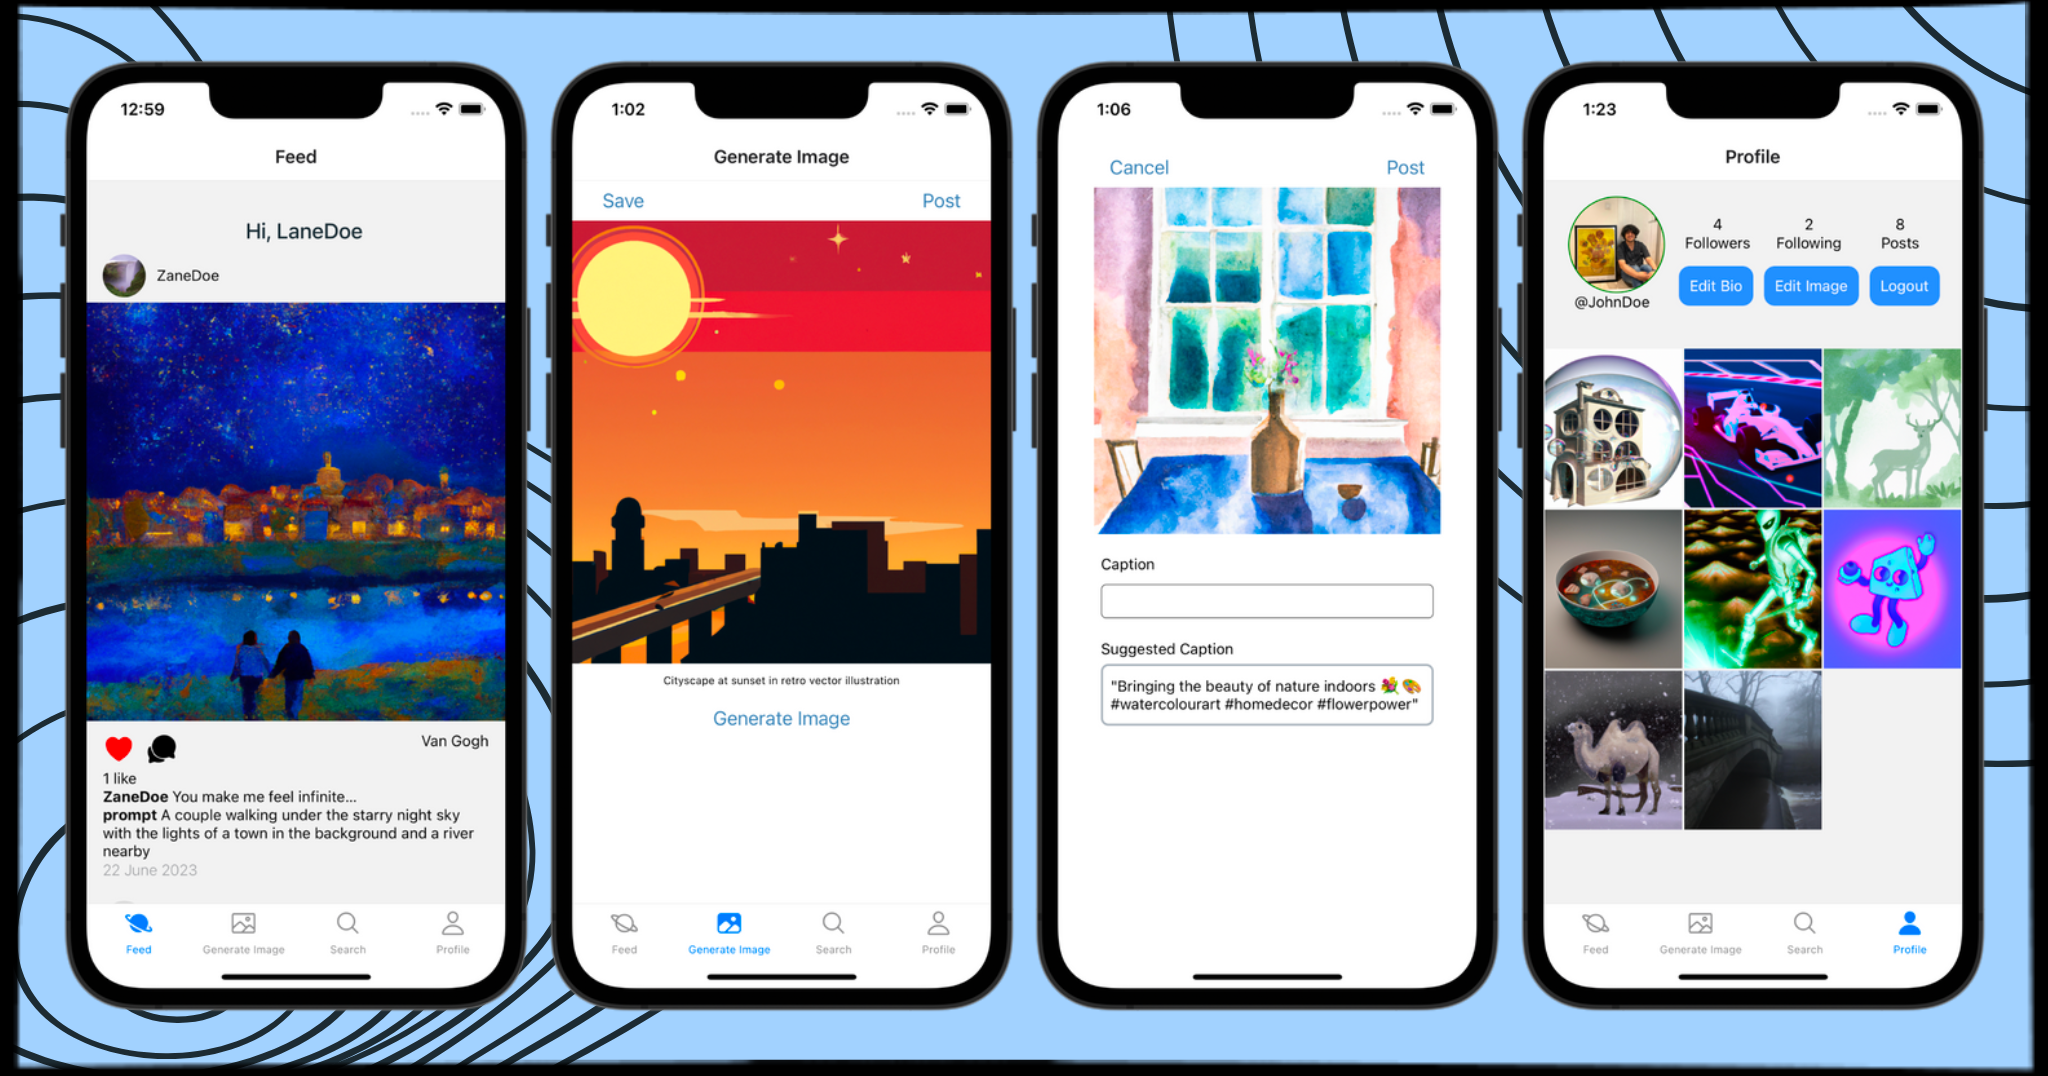 12:59
Feed
Hi, LaneDoe
ZaneDoe
Van Gogh
1 like
ZaneDoe You make me feel infinite...
prompt A couple walking under the starry night sky
with the lights of a town in the background and a river
nearby
22 June 2023
Feed
Generate Image
Search
Profile
1:02
Generate Image
Save
Post
Cityscape at sunset in retro vector illustration
Generate Image
Feed
Generate Image
Search
Profile
1:06
Cancel
Post
Caption
Suggested Caption
"Bringing the beauty of nature indoors 💐🎨
#watercolourart #homedecor #flowerpower"
1:23
Profile
4
Followers
2
Following
8
Posts
Edit Bio
Edit Image
Logout
@JohnDoe
Feed
Generate Image
Search
Profile